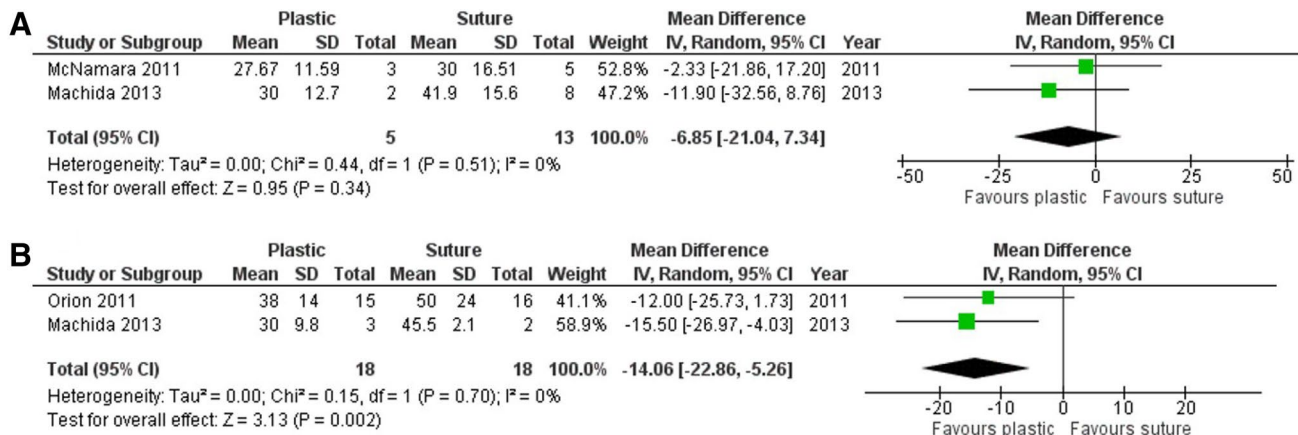 A
Plastic Suture Mean Difference Mean Difference
Study or Subgroup Mean SD Total Mean SD Total Weight IV, Random, 95% CI Year IV, Random, 95% CI
McNamara 2011 27.67 11.59 3 30 16.51 5 52.8% -2.33 [-21.86, 17.20] 2011
Machida 2013 30 12.7 2 41.9 15.6 8 47.2% -11.90 [-32.56, 8.76] 2013
Total (95% CI) 5 13 100.0% -6.85 [-21.04, 7.34]
Heterogeneity: Tau² = 0.00; Chi² = 0.44, df = 1 (P = 0.51); I² = 0%
Test for overall effect: Z = 0.95 (P = 0.34)
-50 -25 0 25 50
Favours plastic Favours suture
B
Plastic Suture Mean Difference Mean Difference
Study or Subgroup Mean SD Total Mean SD Total Weight IV, Random, 95% CI Year IV, Random, 95% CI
Orion 2011 38 14 15 50 24 16 41.1% -12.00 [-25.73, 1.73] 2011
Machida 2013 30 9.8 3 45.5 2.1 2 58.9% -15.50 [-26.97, -4.03] 2013
Total (95% CI) 18 18 100.0% -14.06 [-22.86, -5.26]
Heterogeneity: Tau² = 0.00; Chi² = 0.15, df = 1 (P = 0.70); I² = 0%
Test for overall effect: Z = 3.13 (P = 0.002)
-20 -10 0 10 20
Favours plastic Favours suture